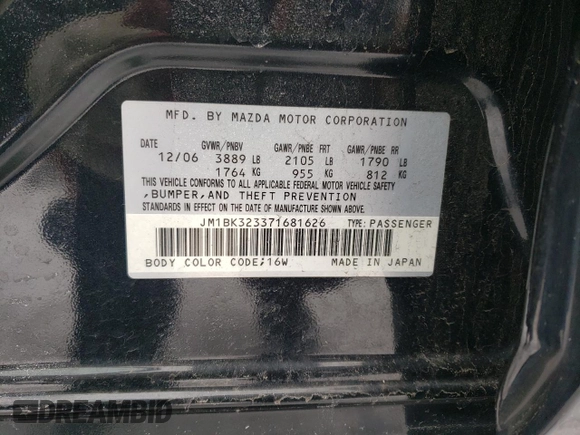 MFD. BY MAZDA MOTOR CORPORATION
DATE GVWR/PNBV GAWR/PNBE FRT GAWR/PNBE RR
12/06 3889 LB 2105 LB 1790 LB
1764 KG 955 KG 812 KG
THIS VEHICLE CONFORMS TO ALL APPLICABLE FEDERAL MOTOR VEHICLE SAFETY
,BUMPER,AND THEFT PREVENTION
STANDARDS IN EFFECT ON THE DATE OF MANUFACTURE SHOWN ABOVE.
JM1BK323371681626 TYPE:PASSENGER
BODY COLOR CODE;16W MADE IN JAPAN
DREAMBID